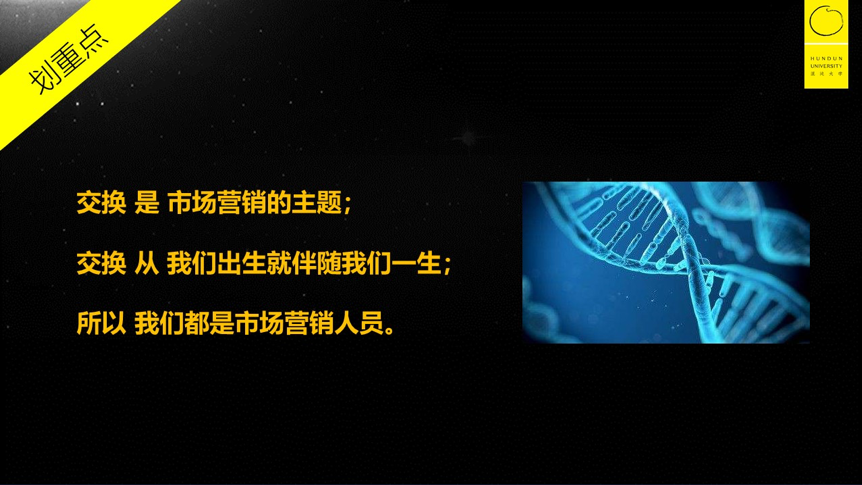 划重点
HUNDUN
UNIVERSITY
混沌大学
交换 是 市场营销的主题；
交换 从 我们出生就伴随我们一生；
所以 我们都是市场营销人员。